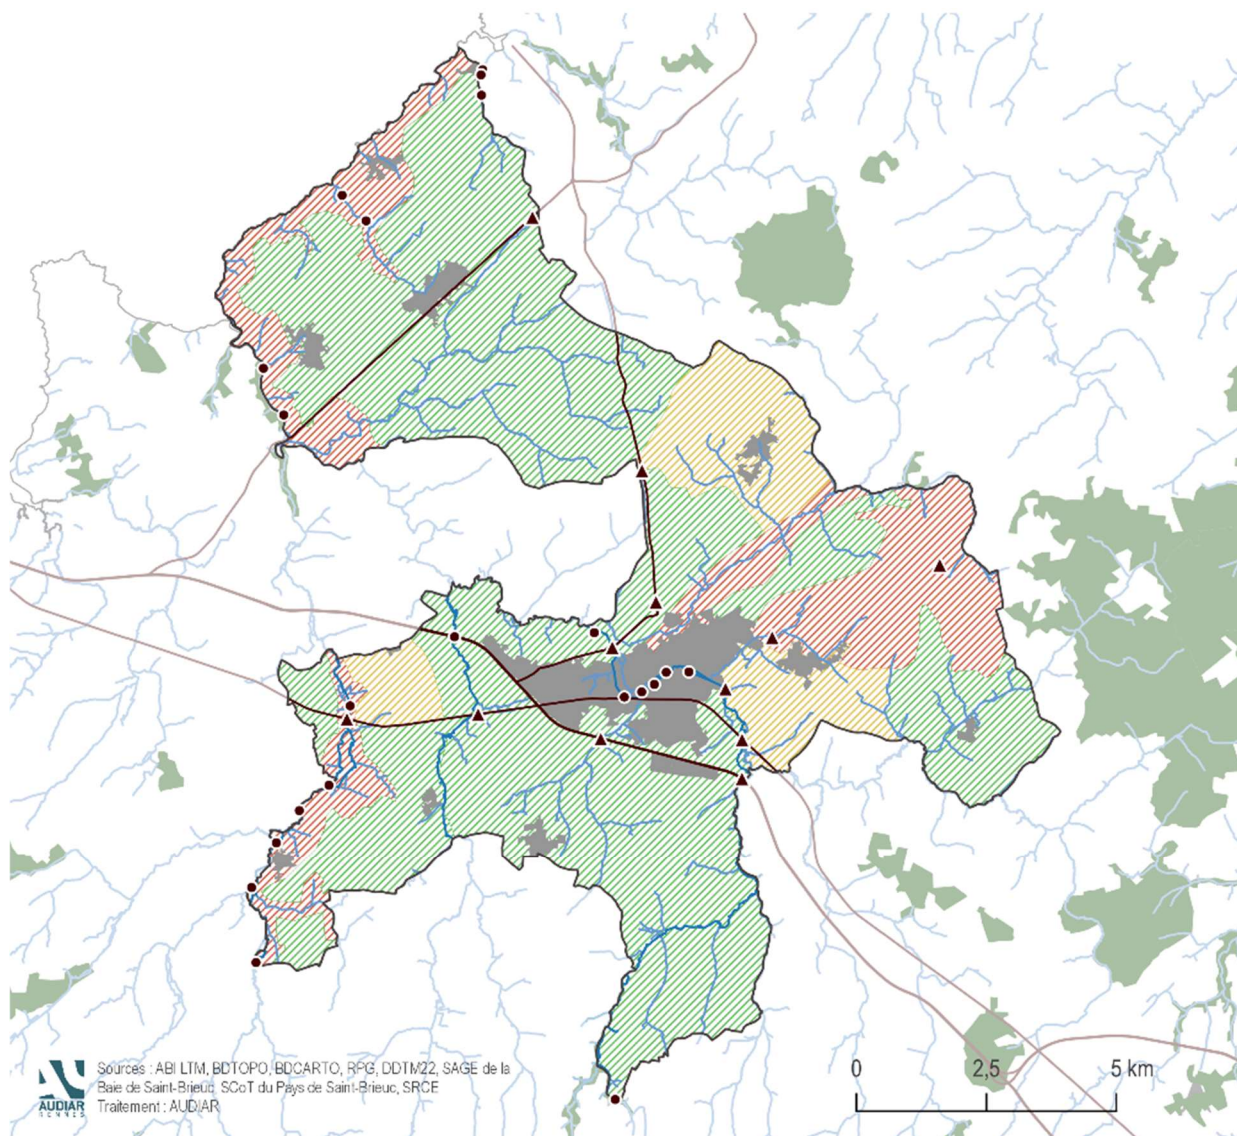 Sources : ABI LTM, BDTOPO, BDCARTO, RPG, DDTM22, SAGE de la
Baie de Saint-Brieuc, SCoT du Pays de Saint-Brieuc, SRCE
Traitement : AUDIAR
AUDIAR
RENNES
0 2,5 5 km